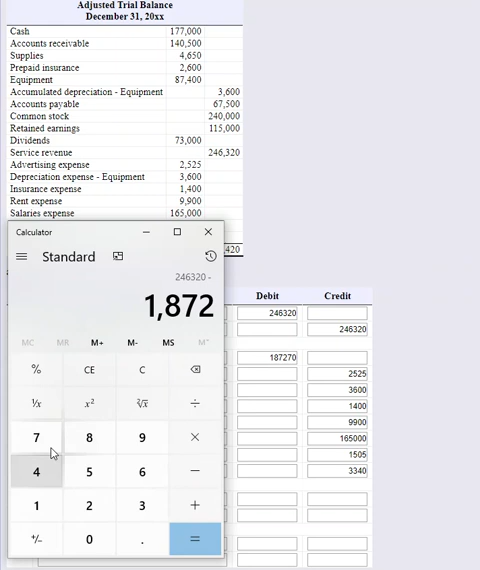 Adjusted Trial Balance
December 31, 20xx
Cash 177,000
Accounts receivable 140,500
Supplies 4,650
Prepaid insurance 2,600
Equipment 87,400
Accumulated depreciation - Equipment 3,600
Accounts payable 67,500
Common stock 240,000
Retained earnings 115,000
Dividends 73,000
Service revenue 246,320
Advertising expense 2,525
Depreciation expense - Equipment 3,600
Insurance expense 1,400
Rent expense 9,900
Salaries expense 165,000
420
Calculator
Standard
246320 -
1,872
MC MR M+ M- MS M˅
% CE C
¹/x x² ²√x ÷
7 8 9 ×
4 5 6 −
1 2 3 +
+/− 0 . =
Debit Credit
246320
246320
187270
2525
3600
1400
9900
165000
1505
3340